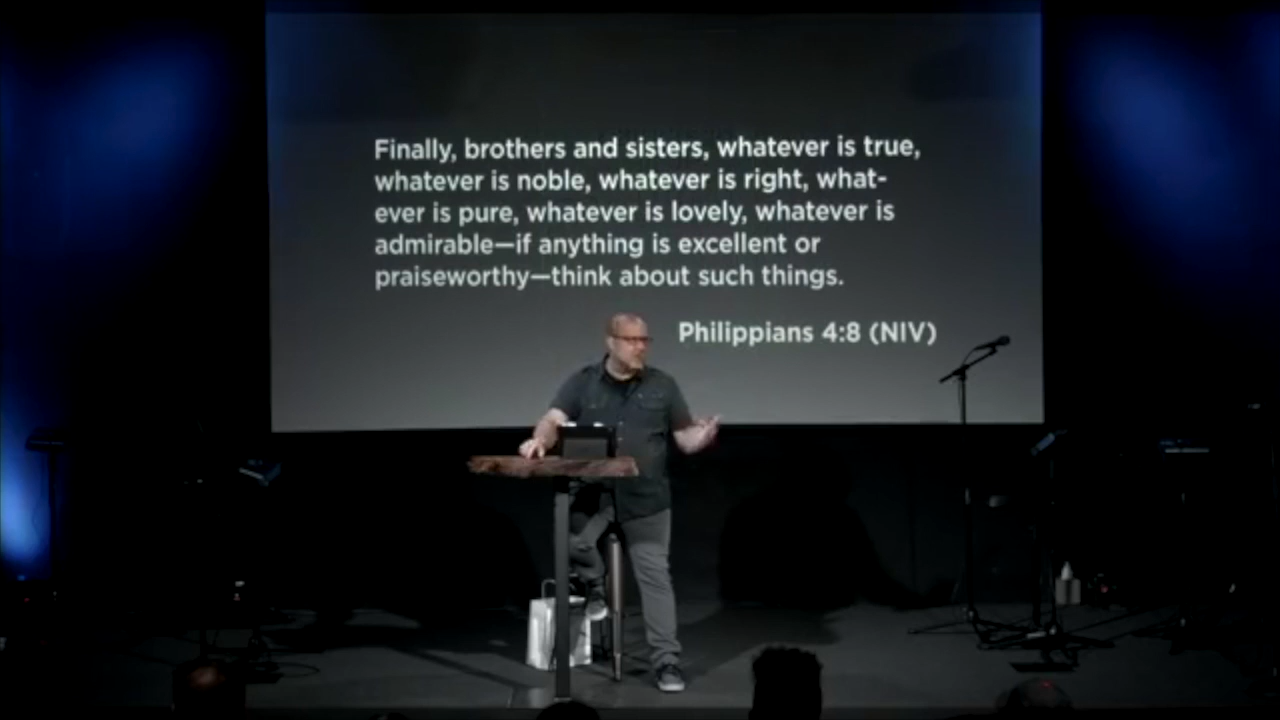 Finally, brothers and sisters, whatever is true,
whatever is noble, whatever is right, what-
ever is pure, whatever is lovely, whatever is
admirable—if anything is excellent or
praiseworthy—think about such things.
Philippians 4:8 (NIV)